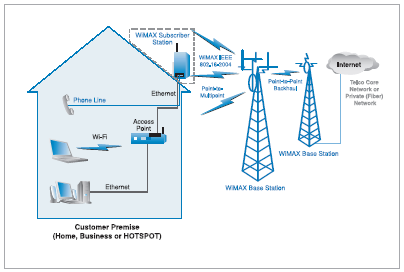 WiMAX Subscriber
Station
WiMAX IEEE
802.16-2004
Internet
Telco Core
Network or
Private (Fiber)
Network
Point-to-Point
Backhaul
Point-to-
Multipoint
Ethernet
Phone Line
Access
Point
Wi-Fi
Ethernet
WiMAX Base Station
WiMAX Base Station
Customer Premise
(Home, Business or HOTSPOT)